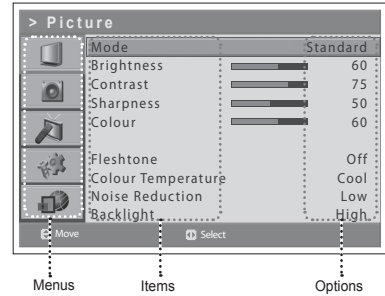 > Picture
Mode Standard
Brightness 60
Contrast 75
Sharpness 50
Colour 60
Fleshtone Off
Colour Temperature Cool
Noise Reduction Low
Backlight High
Move Select
Menus Items Options